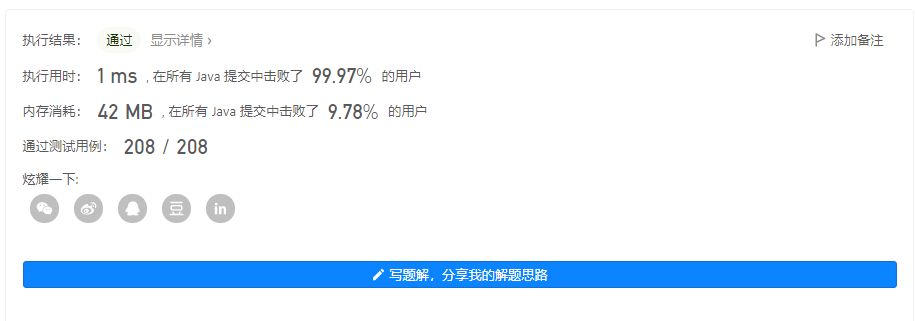 执行结果： 通过 显示详情 › 添加备注
执行用时： 1 ms , 在所有 Java 提交中击败了 99.97% 的用户
内存消耗： 42 MB , 在所有 Java 提交中击败了 9.78% 的用户
通过测试用例： 208 / 208
炫耀一下:
豆 in
写题解，分享我的解题思路